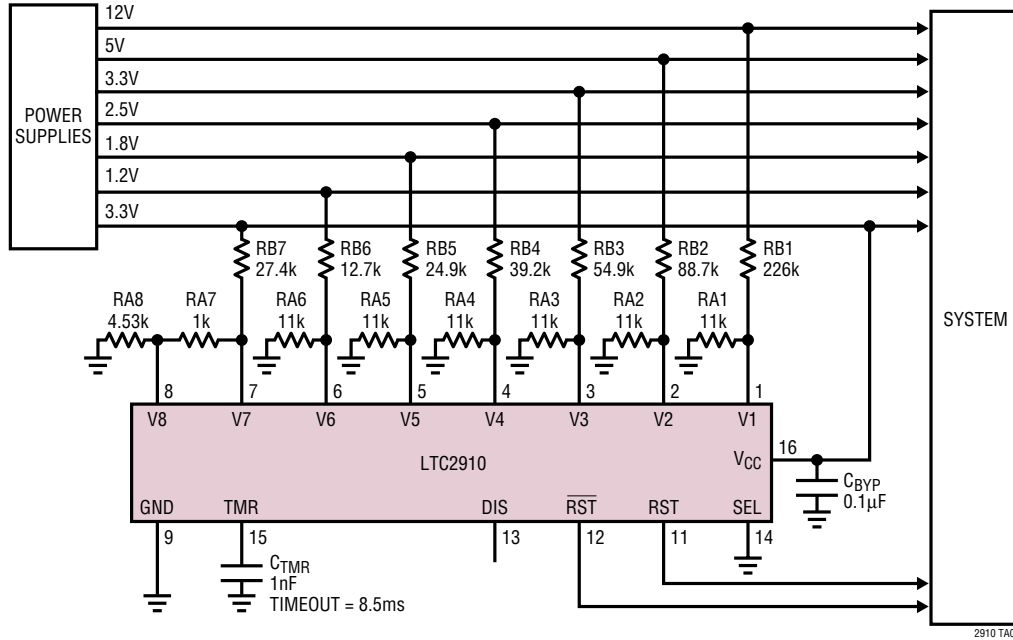 12V
5V
3.3V
2.5V
1.8V
1.2V
3.3V
POWER
SUPPLIES
SYSTEM
RB7
27.4k
RB6
12.7k
RB5
24.9k
RB4
39.2k
RB3
54.9k
RB2
88.7k
RB1
226k
RA8
4.53k
RA7
1k
RA6
11k
RA5
11k
RA4
11k
RA3
11k
RA2
11k
RA1
11k
8
7
6
5
4
3
2
1
V8
V7
V6
V5
V4
V3
V2
V1
LTC2910
VCC
16
CBYP
0.1µF
GND
TMR
DIS
RST
RST
SEL
9
15
13
12
11
14
CTMR
1nF
TIMEOUT = 8.5ms
2910 TA01